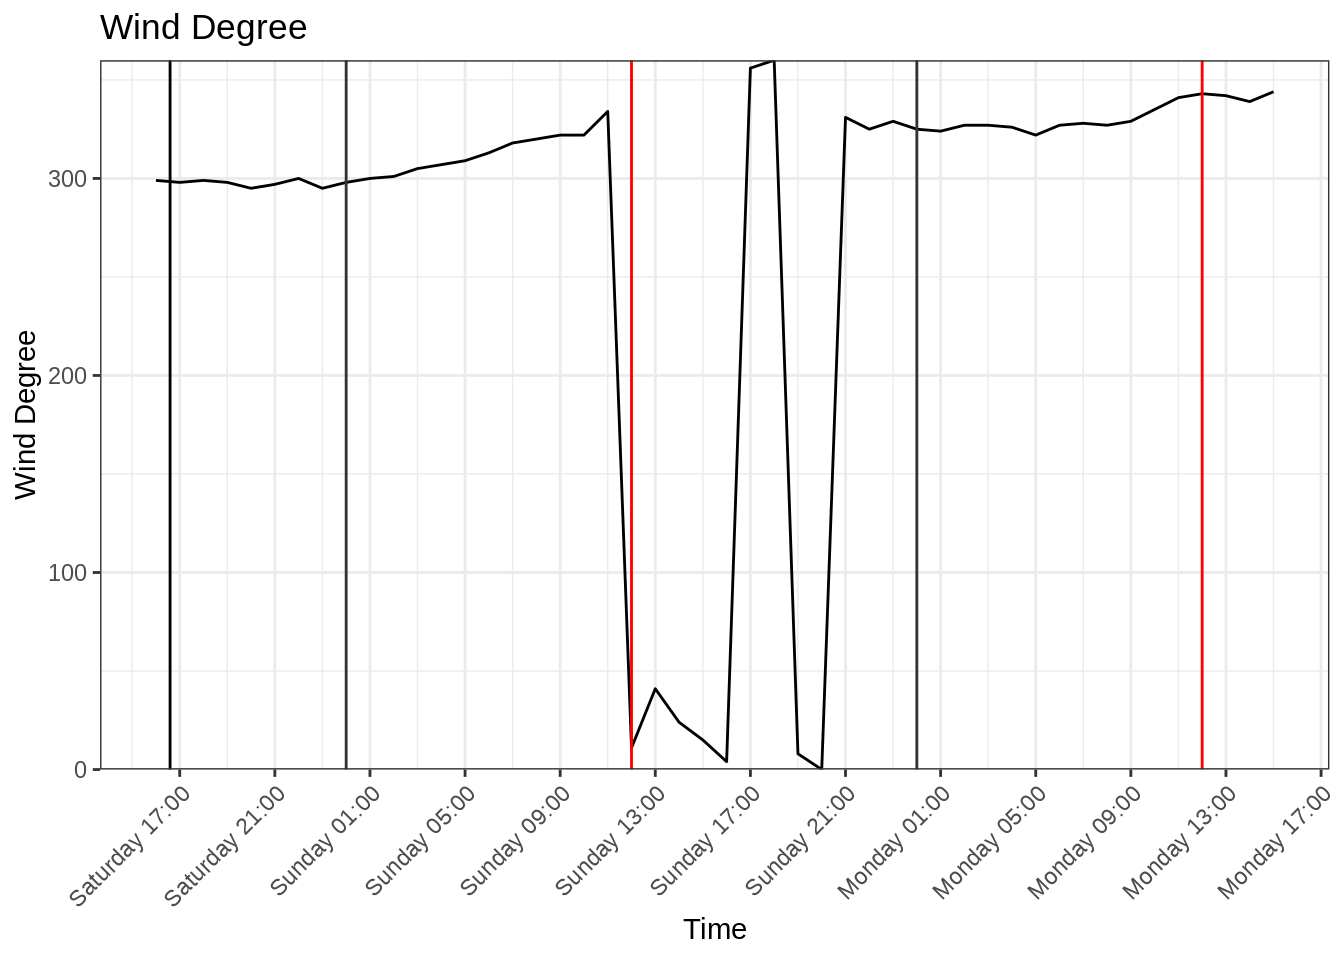 Wind Degree
Wind Degree
300
200
100
0
Saturday 17:00
Saturday 21:00
Sunday 01:00
Sunday 05:00
Sunday 09:00
Sunday 13:00
Sunday 17:00
Sunday 21:00
Monday 01:00
Monday 05:00
Monday 09:00
Monday 13:00
Monday 17:00
Time